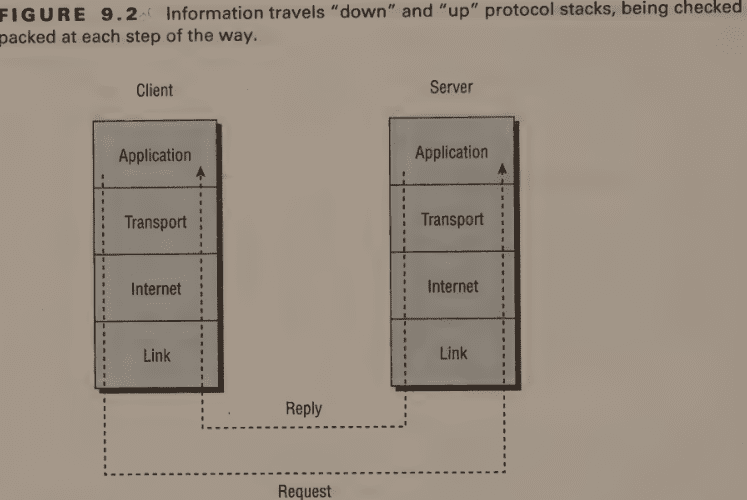 FIGURE 9.2 Information travels “down” and “up” protocol stacks, being checked
packed at each step of the way.
Client
Server
Application
Application
Transport
Transport
Internet
Internet
Link
Link
Reply
Request